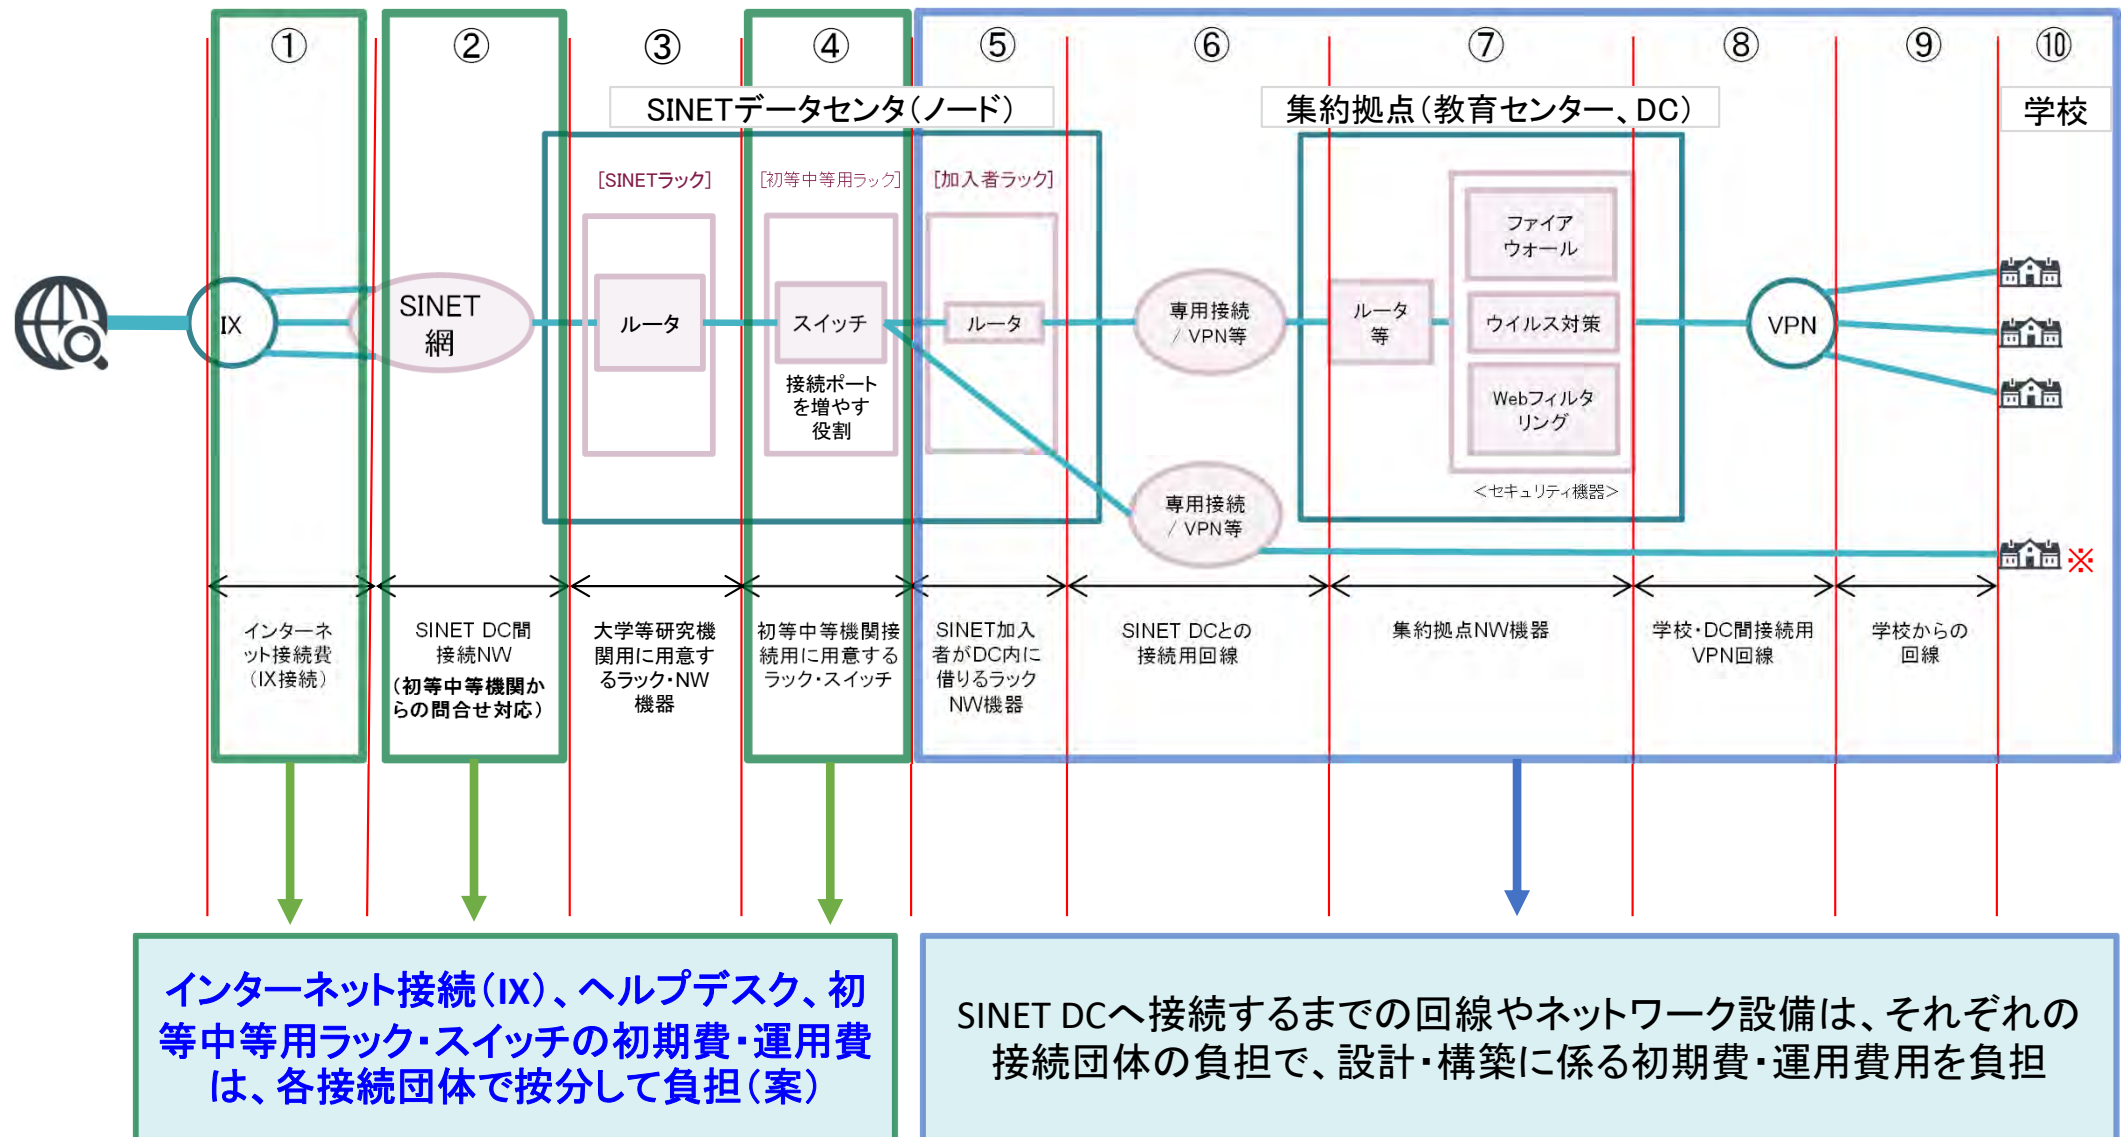 ①
②
③
④
⑤
⑥
⑦
⑧
⑨
⑩
SINETデータセンタ(ノード)
集約拠点(教育センター、DC)
学校
[SINETラック]
[初等中等用ラック]
[加入者ラック]
IX
SINET
網
ルータ
スイッチ
接続ポート
を増やす
役割
ルータ
専用接続
/ VPN等
専用接続
/ VPN等
ルータ
等
ファイア
ウォール
ウイルス対策
Webフィルタ
リング
<セキュリティ機器>
VPN
※
インターネ
ット接続費
(IX接続)
SINET DC間
接続NW
(初等中等機関か
らの問合せ対応)
大学等研究機
関用に用意す
るラック・NW
機器
初等中等機関接
続用に用意する
ラック・スイッチ
SINET加入
者がDC内に
借りるラック
NW機器
SINET DCとの
接続用回線
集約拠点NW機器
学校・DC間接続用
VPN回線
学校からの
回線
インターネット接続(IX)、ヘルプデスク、初
等中等用ラック・スイッチの初期費・運用費
は、各接続団体で按分して負担(案)
SINET DCへ接続するまでの回線やネットワーク設備は、それぞれの
接続団体の負担で、設計・構築に係る初期費・運用費用を負担